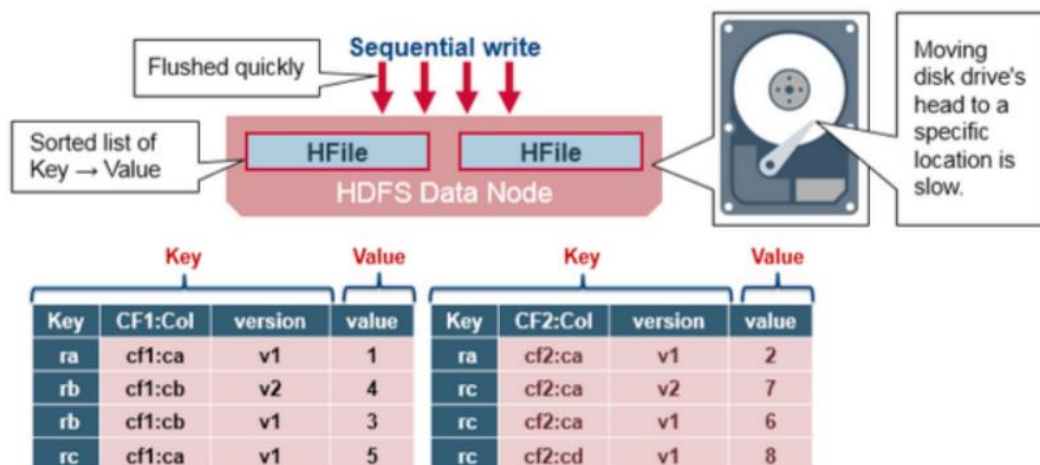 Sequential write
Flushed quickly
Sorted list of
Key → Value
HFile
HFile
HDFS Data Node
Moving
disk drive's
head to a
specific
location is
slow.
Key Value Key Value
Key CF1:Col version value Key CF2:Col version value
ra cf1:ca v1 1 ra cf2:ca v1 2
rb cf1:cb v2 4 rc cf2:ca v2 7
rb cf1:cb v1 3 rc cf2:ca v1 6
rc cf1:ca v1 5 rc cf2:cd v1 8